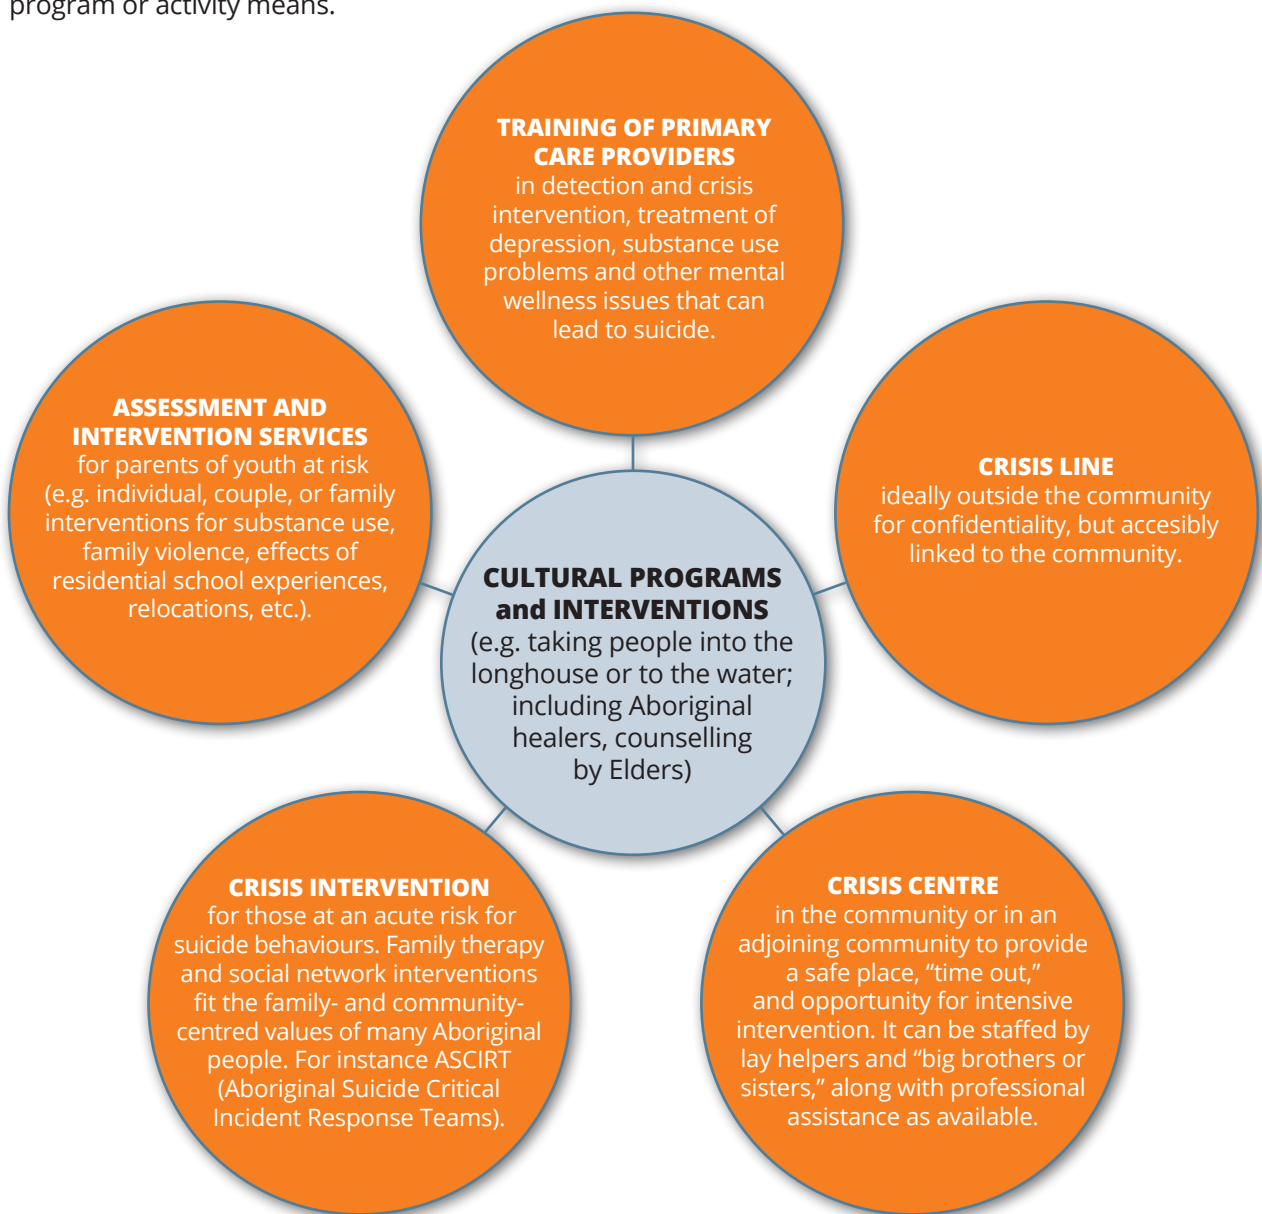 program or activity means.
TRAINING OF PRIMARY
CARE PROVIDERS
in detection and crisis
intervention, treatment of
depression, substance use
problems and other mental
wellness issues that can
lead to suicide.
ASSESSMENT AND
INTERVENTION SERVICES
for parents of youth at risk
(e.g. individual, couple, or family
interventions for substance use,
family violence, effects of
residential school experiences,
relocations, etc.).
CRISIS LINE
ideally outside the community
for confidentiality, but accesibly
linked to the community.
CULTURAL PROGRAMS
and INTERVENTIONS
(e.g. taking people into the
longhouse or to the water;
including Aboriginal
healers, counselling
by Elders)
CRISIS INTERVENTION
for those at an acute risk for
suicide behaviours. Family therapy
and social network interventions
fit the family- and community-
centred values of many Aboriginal
people. For instance ASCIRT
(Aboriginal Suicide Critical
Incident Response Teams).
CRISIS CENTRE
in the community or in an
adjoining community to provide
a safe place, “time out,”
and opportunity for intensive
intervention. It can be staffed by
lay helpers and “big brothers or
sisters,” along with professional
assistance as available.